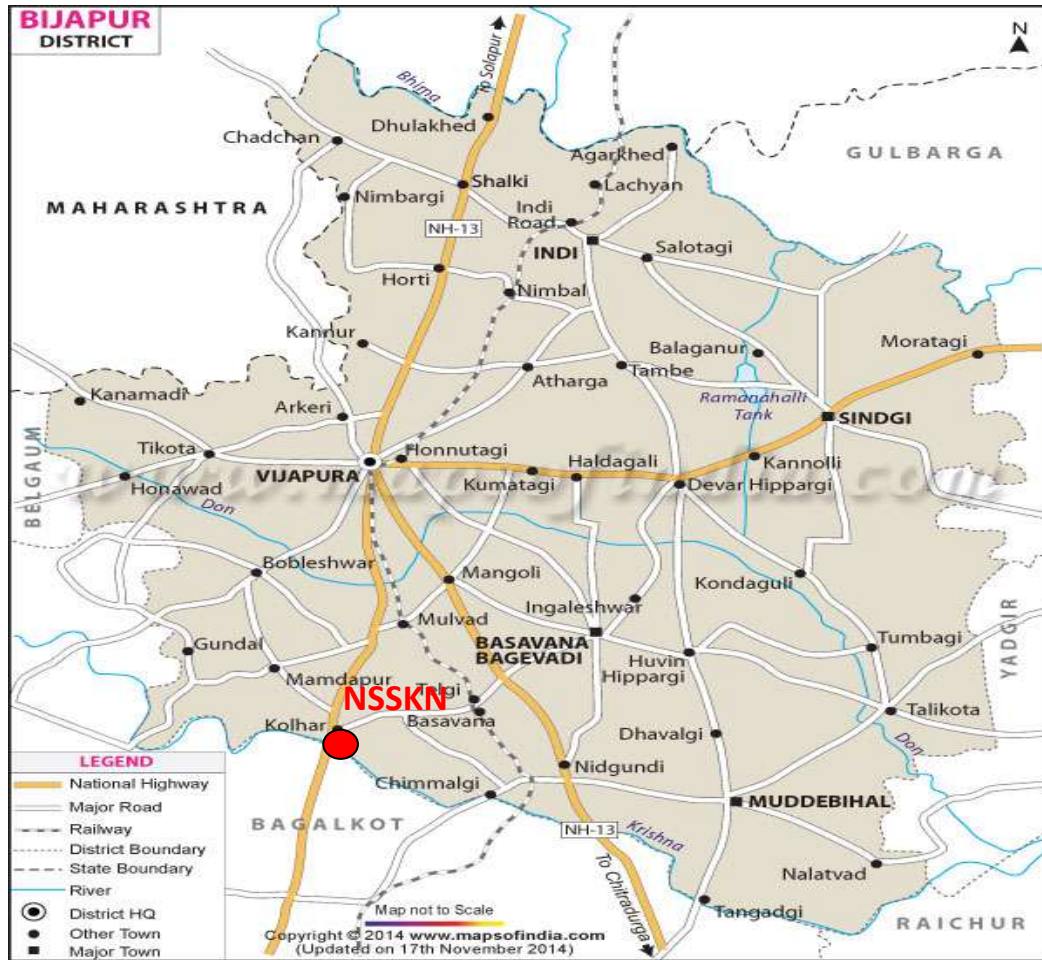 BIJAPUR
DISTRICT
N
To Solapur
Bhima
Dhulakhed
Chadchan
Agarkhed
GULBARGA
Shalki
Lachyan
MAHARASHTRA
Nimbargi
Indi
Road
NH-13
INDI
Salotagi
Horti
Nimbal
Kannur
Balaganur
Moratagi
Atharga
Tambe
Kanamadi
Ramanahalli
Tank
Arkeri
SINDGI
BELGAUM
Tikota
Honnutagi
Haldagali
Kannolli
VIJAPURA
Kumatagi
Devar Hippargi
Honawad
www.mapsofindia.com
Don
Bobleshwar
Mangoli
Kondaguli
Ingaleshwar
Mulvad
YADGIR
Gundal
BASAVANA
BAGEVADI
Tumbagi
Huvin
Hippargi
Mamdapur
Telgi
NSSKN
Kolhar
Basavana
Talikota
Dhavalgi
Don
LEGEND
National Highway
Major Road
Railway
District Boundary
State Boundary
River
District HQ
Other Town
Major Town
Nidgundi
Chimmalgi
MUDDEBIHAL
BAGALKOT
NH-13
Krishna
To Chitradurga
Nalatvad
Map not to Scale
Tangadgi
RAICHUR
Copyright © 2014 www.mapsofindia.com
(Updated on 17th November 2014)